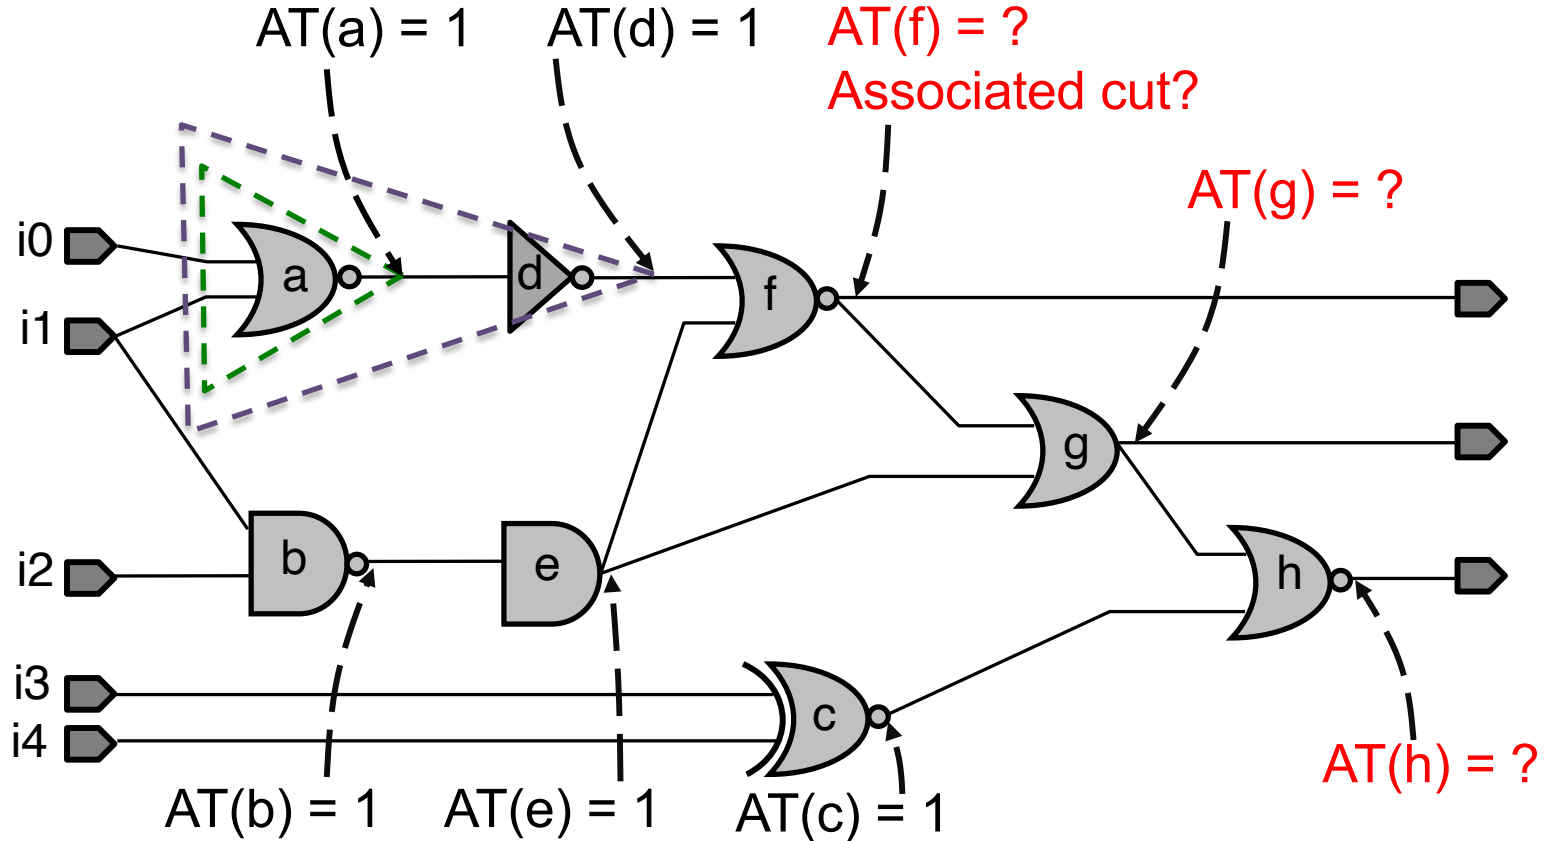 AT(a) = 1
AT(d) = 1
AT(f) = ?
Associated cut?
AT(g) = ?
i0
a
d
f
i1
g
b
e
i2
h
i3
c
i4
AT(h) = ?
AT(b) = 1
AT(e) = 1
AT(c) = 1